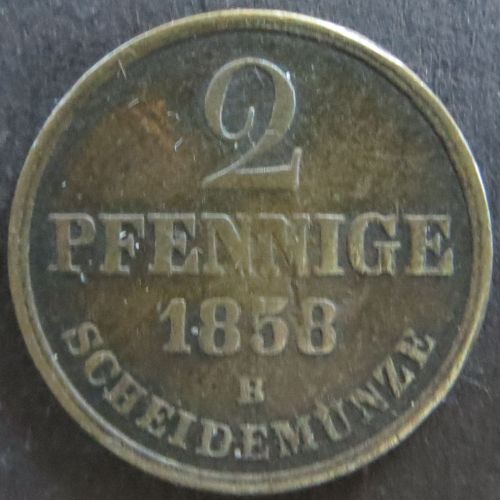 2
PFENNIGE
1858
B
SCHEIDEMÜNZE